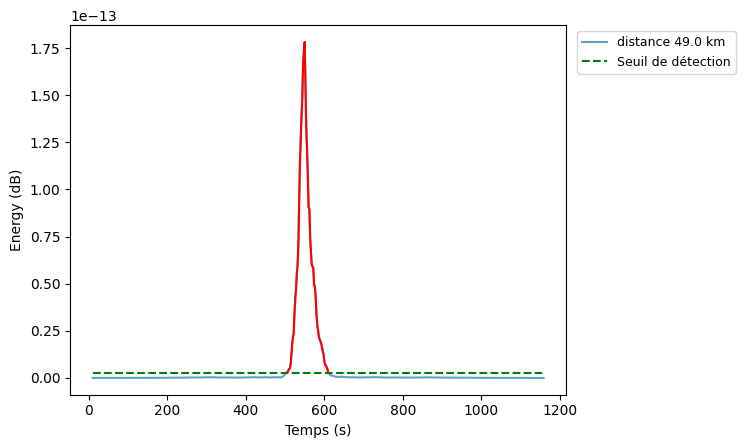 1e−13
distance 49.0 km
Seuil de détection
1.75
1.50
1.25
1.00
0.75
0.50
0.25
0.00
Energy (dB)
0 200 400 600 800 1000 1200
Temps (s)